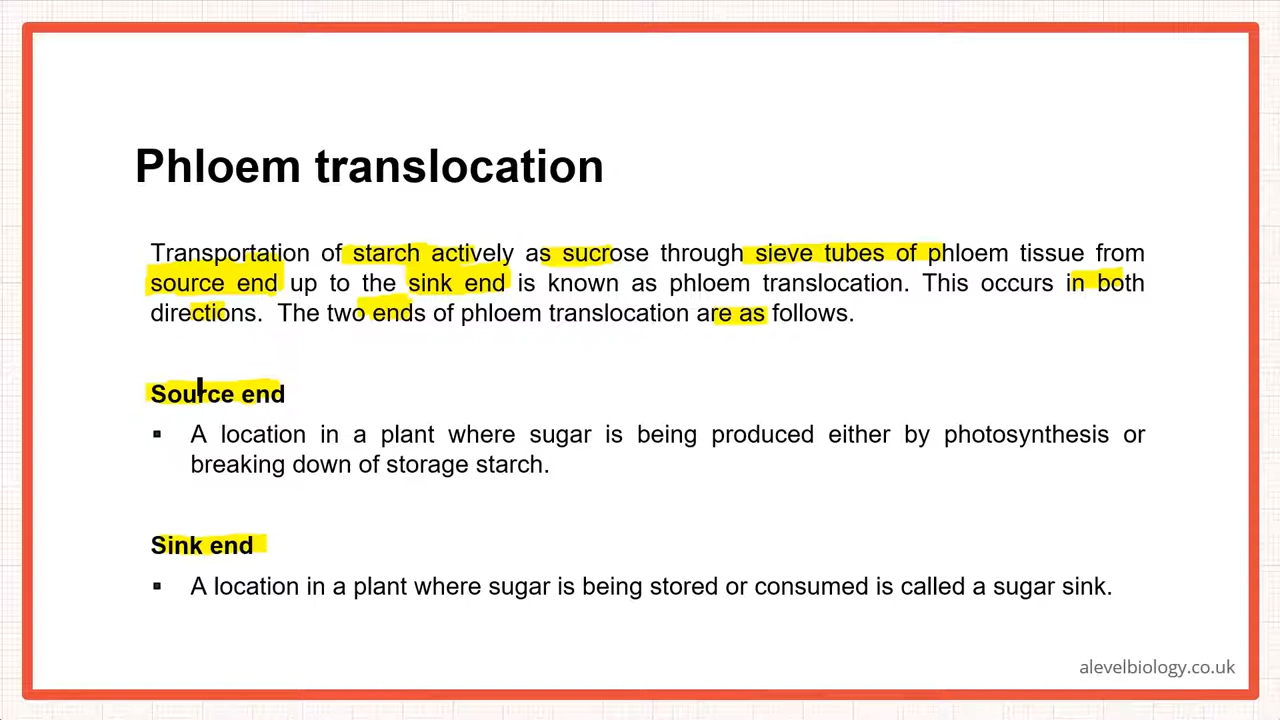 Phloem translocation
Transportation of starch actively as sucrose through sieve tubes of phloem tissue from
source end up to the sink end is known as phloem translocation. This occurs in both
directions. The two ends of phloem translocation are as follows.
Source end
▪ A location in a plant where sugar is being produced either by photosynthesis or
breaking down of storage starch.
Sink end
▪ A location in a plant where sugar is being stored or consumed is called a sugar sink.
alevelbiology.co.uk